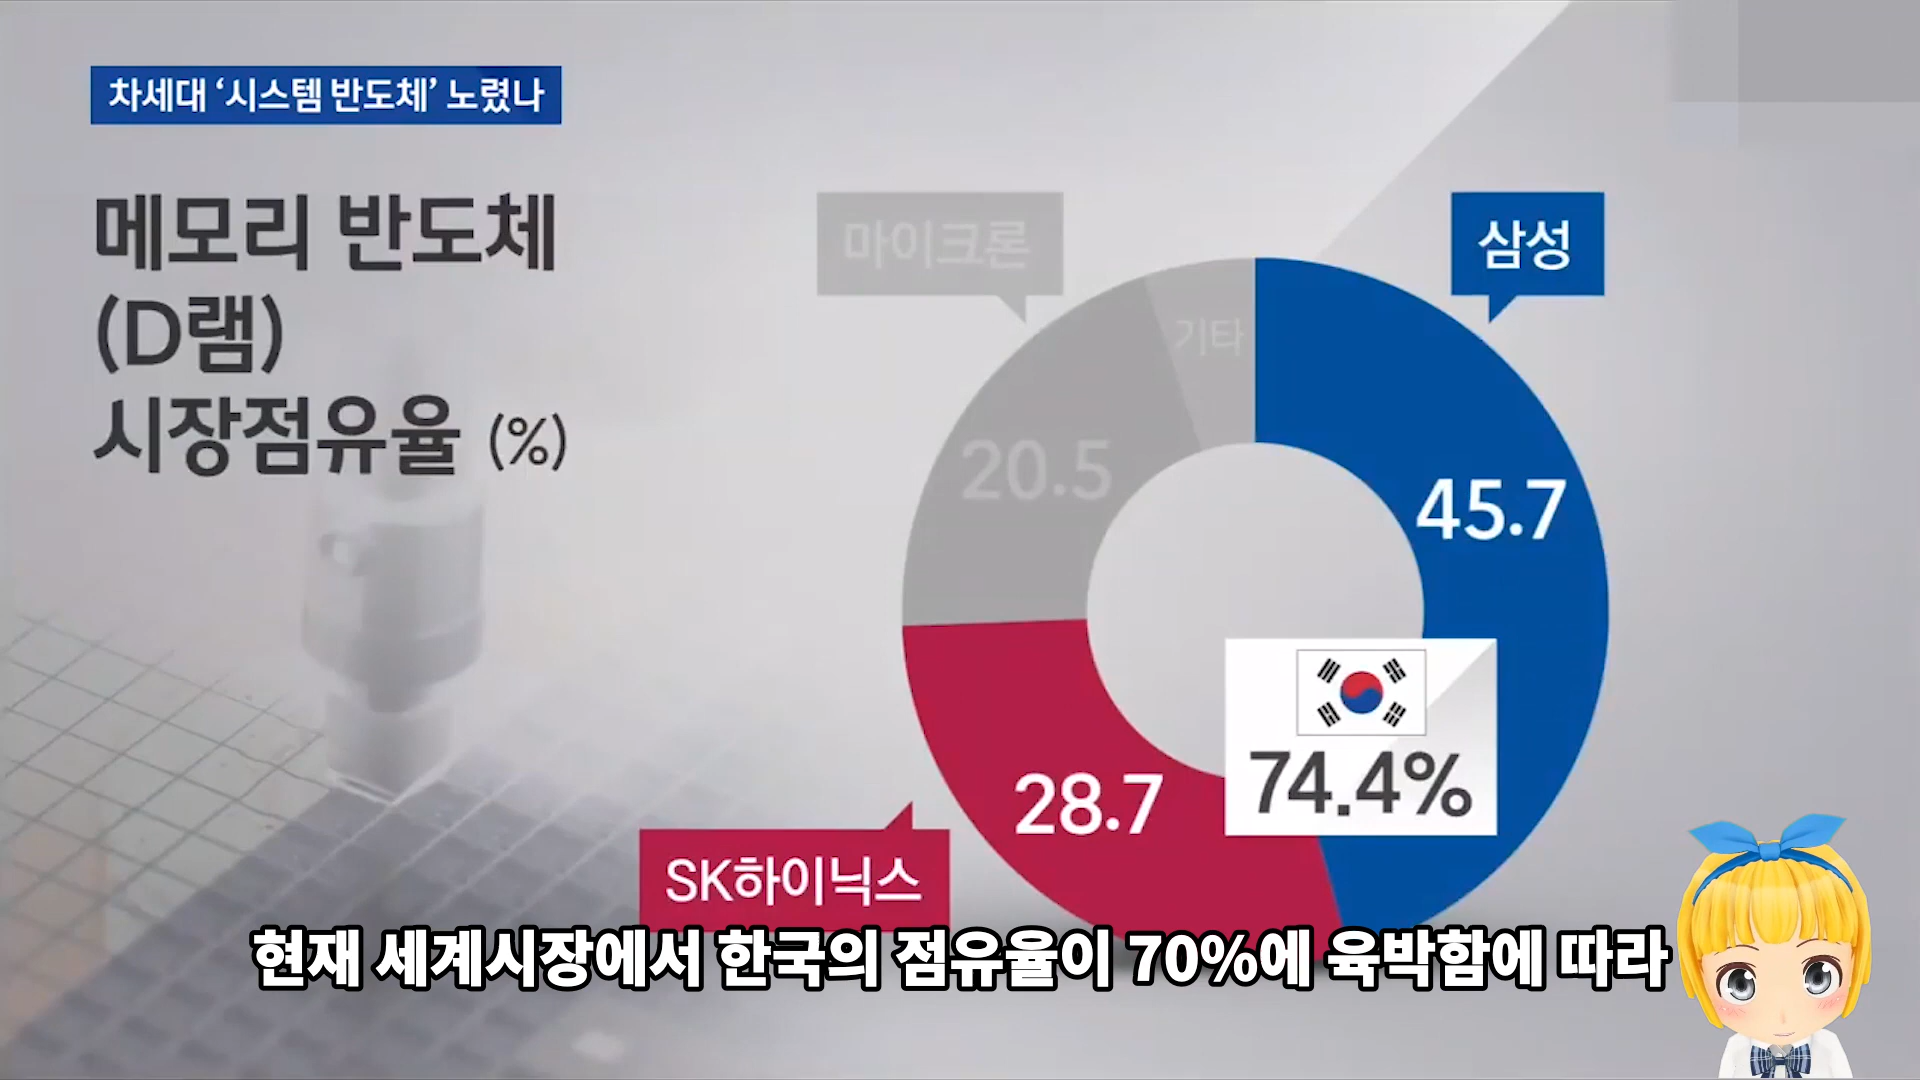 차세대 ‘시스템 반도체’ 노렸나
메모리 반도체
(D램)
시장점유율 (%)
마이크론
삼성
기타
20.5
45.7
74.4%
28.7
SK하이닉스
현재 세계시장에서 한국의 점유율이 70%에 육박함에 따라